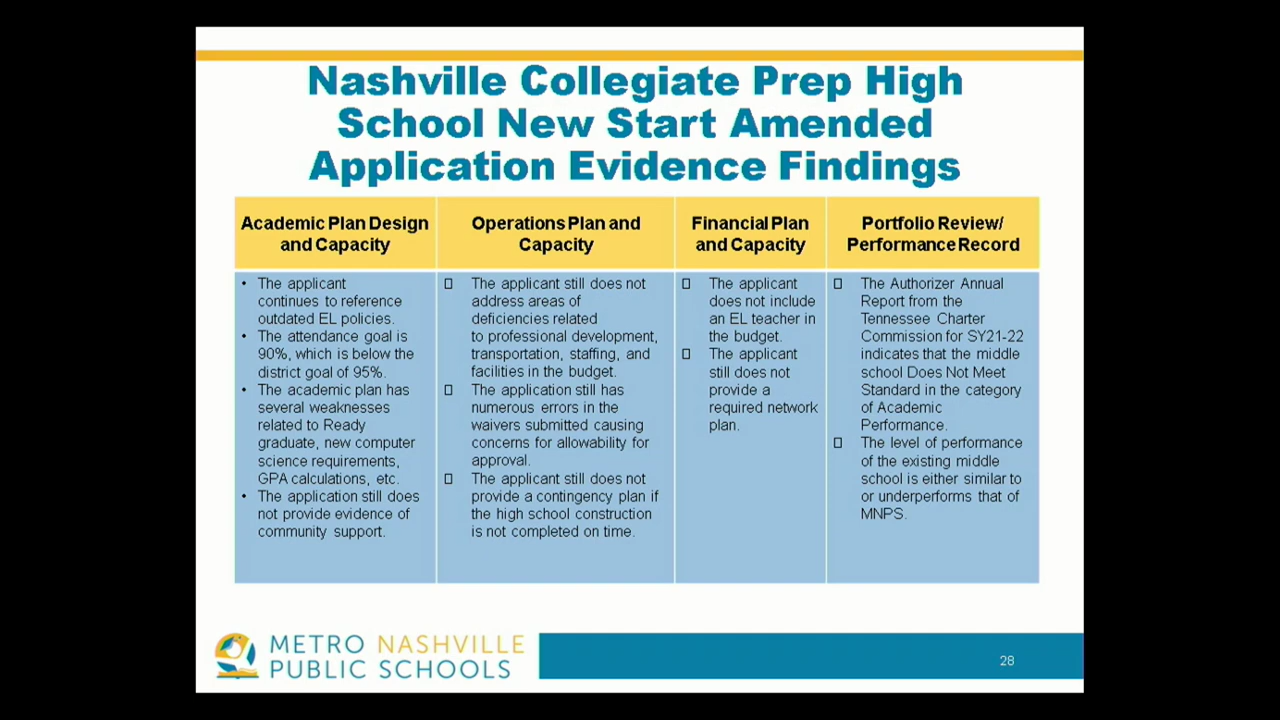 Nashville Collegiate Prep High
School New Start Amended
Application Evidence Findings
Academic Plan Design
and Capacity
• The applicant
continues to reference
outdated EL policies.
• The attendance goal is
90%, which is below the
district goal of 95%.
• The academic plan has
several weaknesses
related to Ready
graduate, new computer
science requirements,
GPA calculations, etc.
• The application still does
not provide evidence of
community support.
Operations Plan and
Capacity
The applicant still does not
address areas of
deficiencies related
to professional development,
transportation, staffing, and
facilities in the budget.
The application still has
numerous errors in the
waivers submitted causing
concerns for allowability for
approval.
The applicant still does not
provide a contingency plan if
the high school construction
is not completed on time.
Financial Plan
and Capacity
The applicant
does not include
an EL teacher in
the budget.
The applicant
still does not
provide a
required network
plan.
Portfolio Review/
Performance Record
The Authorizer Annual
Report from the
Tennessee Charter
Commission for SY21-22
indicates that the middle
school Does Not Meet
Standard in the category
of Academic
Performance.
The level of performance
of the existing middle
school is either similar to
or underperforms that of
MNPS.
METRO NASHVILLE
PUBLIC SCHOOLS
28